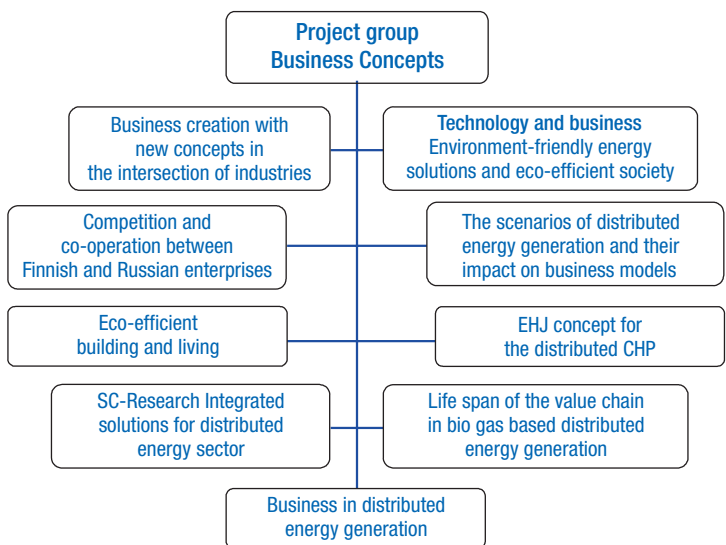 Project group
Business Concepts
Business creation with
new concepts in
the intersection of industries
Technology and business
Environment-friendly energy
solutions and eco-efficient society
Competition and
co-operation between
Finnish and Russian enterprises
The scenarios of distributed
energy generation and their
impact on business models
Eco-efficient
building and living
EHJ concept for
the distributed CHP
SC-Research Integrated
solutions for distributed
energy sector
Life span of the value chain
in bio gas based distributed
energy generation
Business in distributed
energy generation